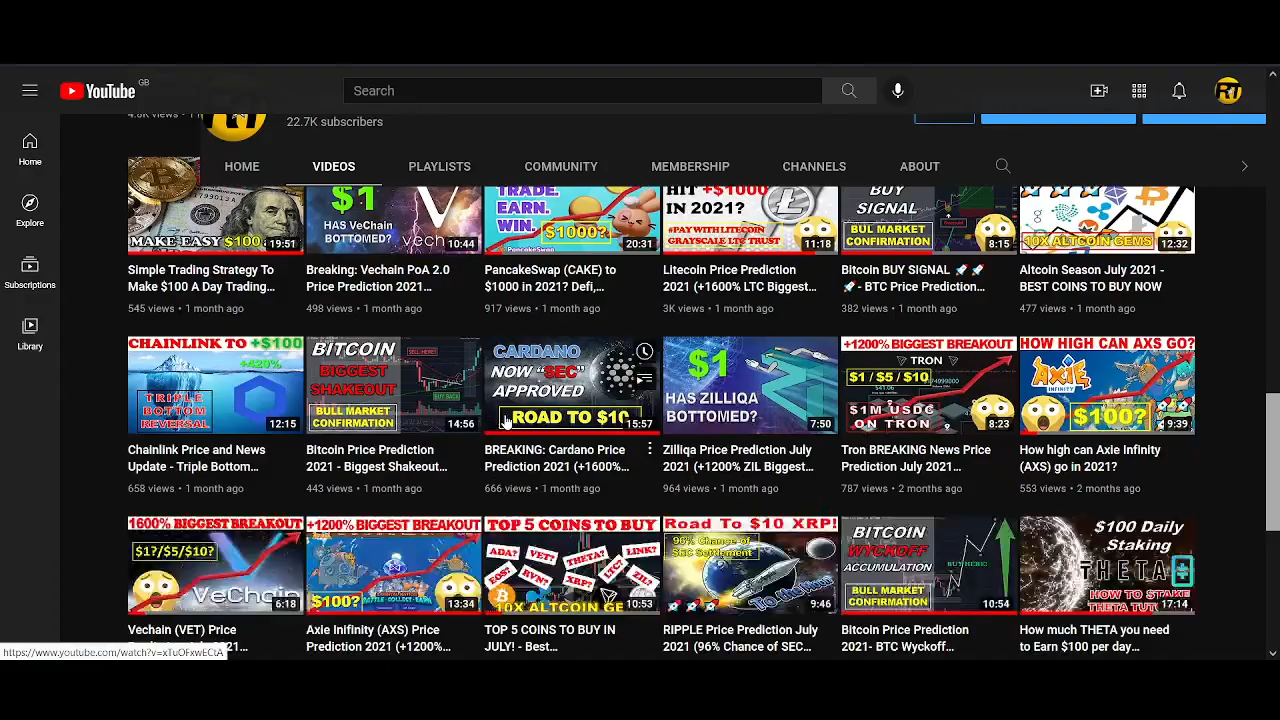 YouTube
GB
Search
RT
4.8K views
22.7K subscribers
HOME
VIDEOS
PLAYLISTS
COMMUNITY
MEMBERSHIP
CHANNELS
ABOUT
Home
Explore
Subscriptions
Library
MAKE EASY $100
19:51
$1
HAS VeChain
BOTTOMED?
vech
10:44
TRADE.
EARN.
WIN.
$1000?
PancakeSwap
20:31
HIT +$1000
IN 2021?
#PAY WITH LITECOIN
GRAYSCALE LTC TRUST
11:18
BUY
SIGNAL
BUL MARKET
CONFIRMATION
8:15
10X ALTCOIN GEMS
12:32
Simple Trading Strategy To
Make $100 A Day Trading...
545 views • 1 month ago
Breaking: Vechain PoA 2.0
Price Prediction 2021...
498 views • 1 month ago
PancakeSwap (CAKE) to
$1000 in 2021? Defi,...
917 views • 1 month ago
Litecoin Price Prediction
2021 (+1600% LTC Biggest...
3K views • 1 month ago
Bitcoin BUY SIGNAL 🚀 🚀
🚀 - BTC Price Prediction...
382 views • 1 month ago
Altcoin Season July 2021 -
BEST COINS TO BUY NOW
477 views • 1 month ago
CHAINLINK TO +$100
+420%
TRIPLE
BOTTOM
REVERSAL
12:15
BITCOIN
BIGGEST
SHAKEOUT
BULL MARKET
CONFIRMATION
SELL HERE!
BUY BACK
14:56
CARDANO
NOW "SEC"
APPROVED
ROAD TO $10
15:57
$1
HAS ZILLIQA
BOTTOMED?
7:50
+1200% BIGGEST BREAKOUT
TRON
$1 / $5 / $10
$1M USDC
ON TRON
8:23
HOW HIGH CAN AXS GO?
AXIE
INFINITY
$100?
9:39
Chainlink Price and News
Update - Triple Bottom...
658 views • 1 month ago
Bitcoin Price Prediction
2021 - Biggest Shakeout...
443 views • 1 month ago
BREAKING: Cardano Price
Prediction 2021 (+1600%...
666 views • 1 month ago
Zilliqa Price Prediction July
2021 (+1200% ZIL Biggest...
964 views • 1 month ago
Tron BREAKING News Price
Prediction July 2021...
787 views • 2 months ago
How high can Axie Infinity
(AXS) go in 2021?
553 views • 2 months ago
1600% BIGGEST BREAKOUT
$1?/$5/$10?
VeChain
6:18
+1200% BIGGEST BREAKOUT
$100?
13:34
TOP 5 COINS TO BUY
ADA?
VET?
THETA?
LINK?
EOS?
RVN?
XRP?
LTC?
ZIL?
10X ALTCOIN GE
10:53
Road To $10 XRP!
96% Chance of
SEC Settlement
9:46
BITCOIN
WYCKOFF
ACCUMULATION
BUY HERE!
BULL MARKET
CONFIRMATION
10:54
$100 Daily
Staking
THETA
HOW TO STAKE
THETA TUT
17:14
Vechain (VET) Price
2021...
Axie Infinity (AXS) Price
Prediction 2021 (+1200%...
TOP 5 COINS TO BUY IN
JULY! - Best...
RIPPLE Price Prediction July
2021 (96% Chance of SEC...
Bitcoin Price Prediction
2021- BTC Wyckoff...
How much THETA you need
to Earn $100 per day...
https://www.youtube.com/watch?v=xTuOFxwECtA